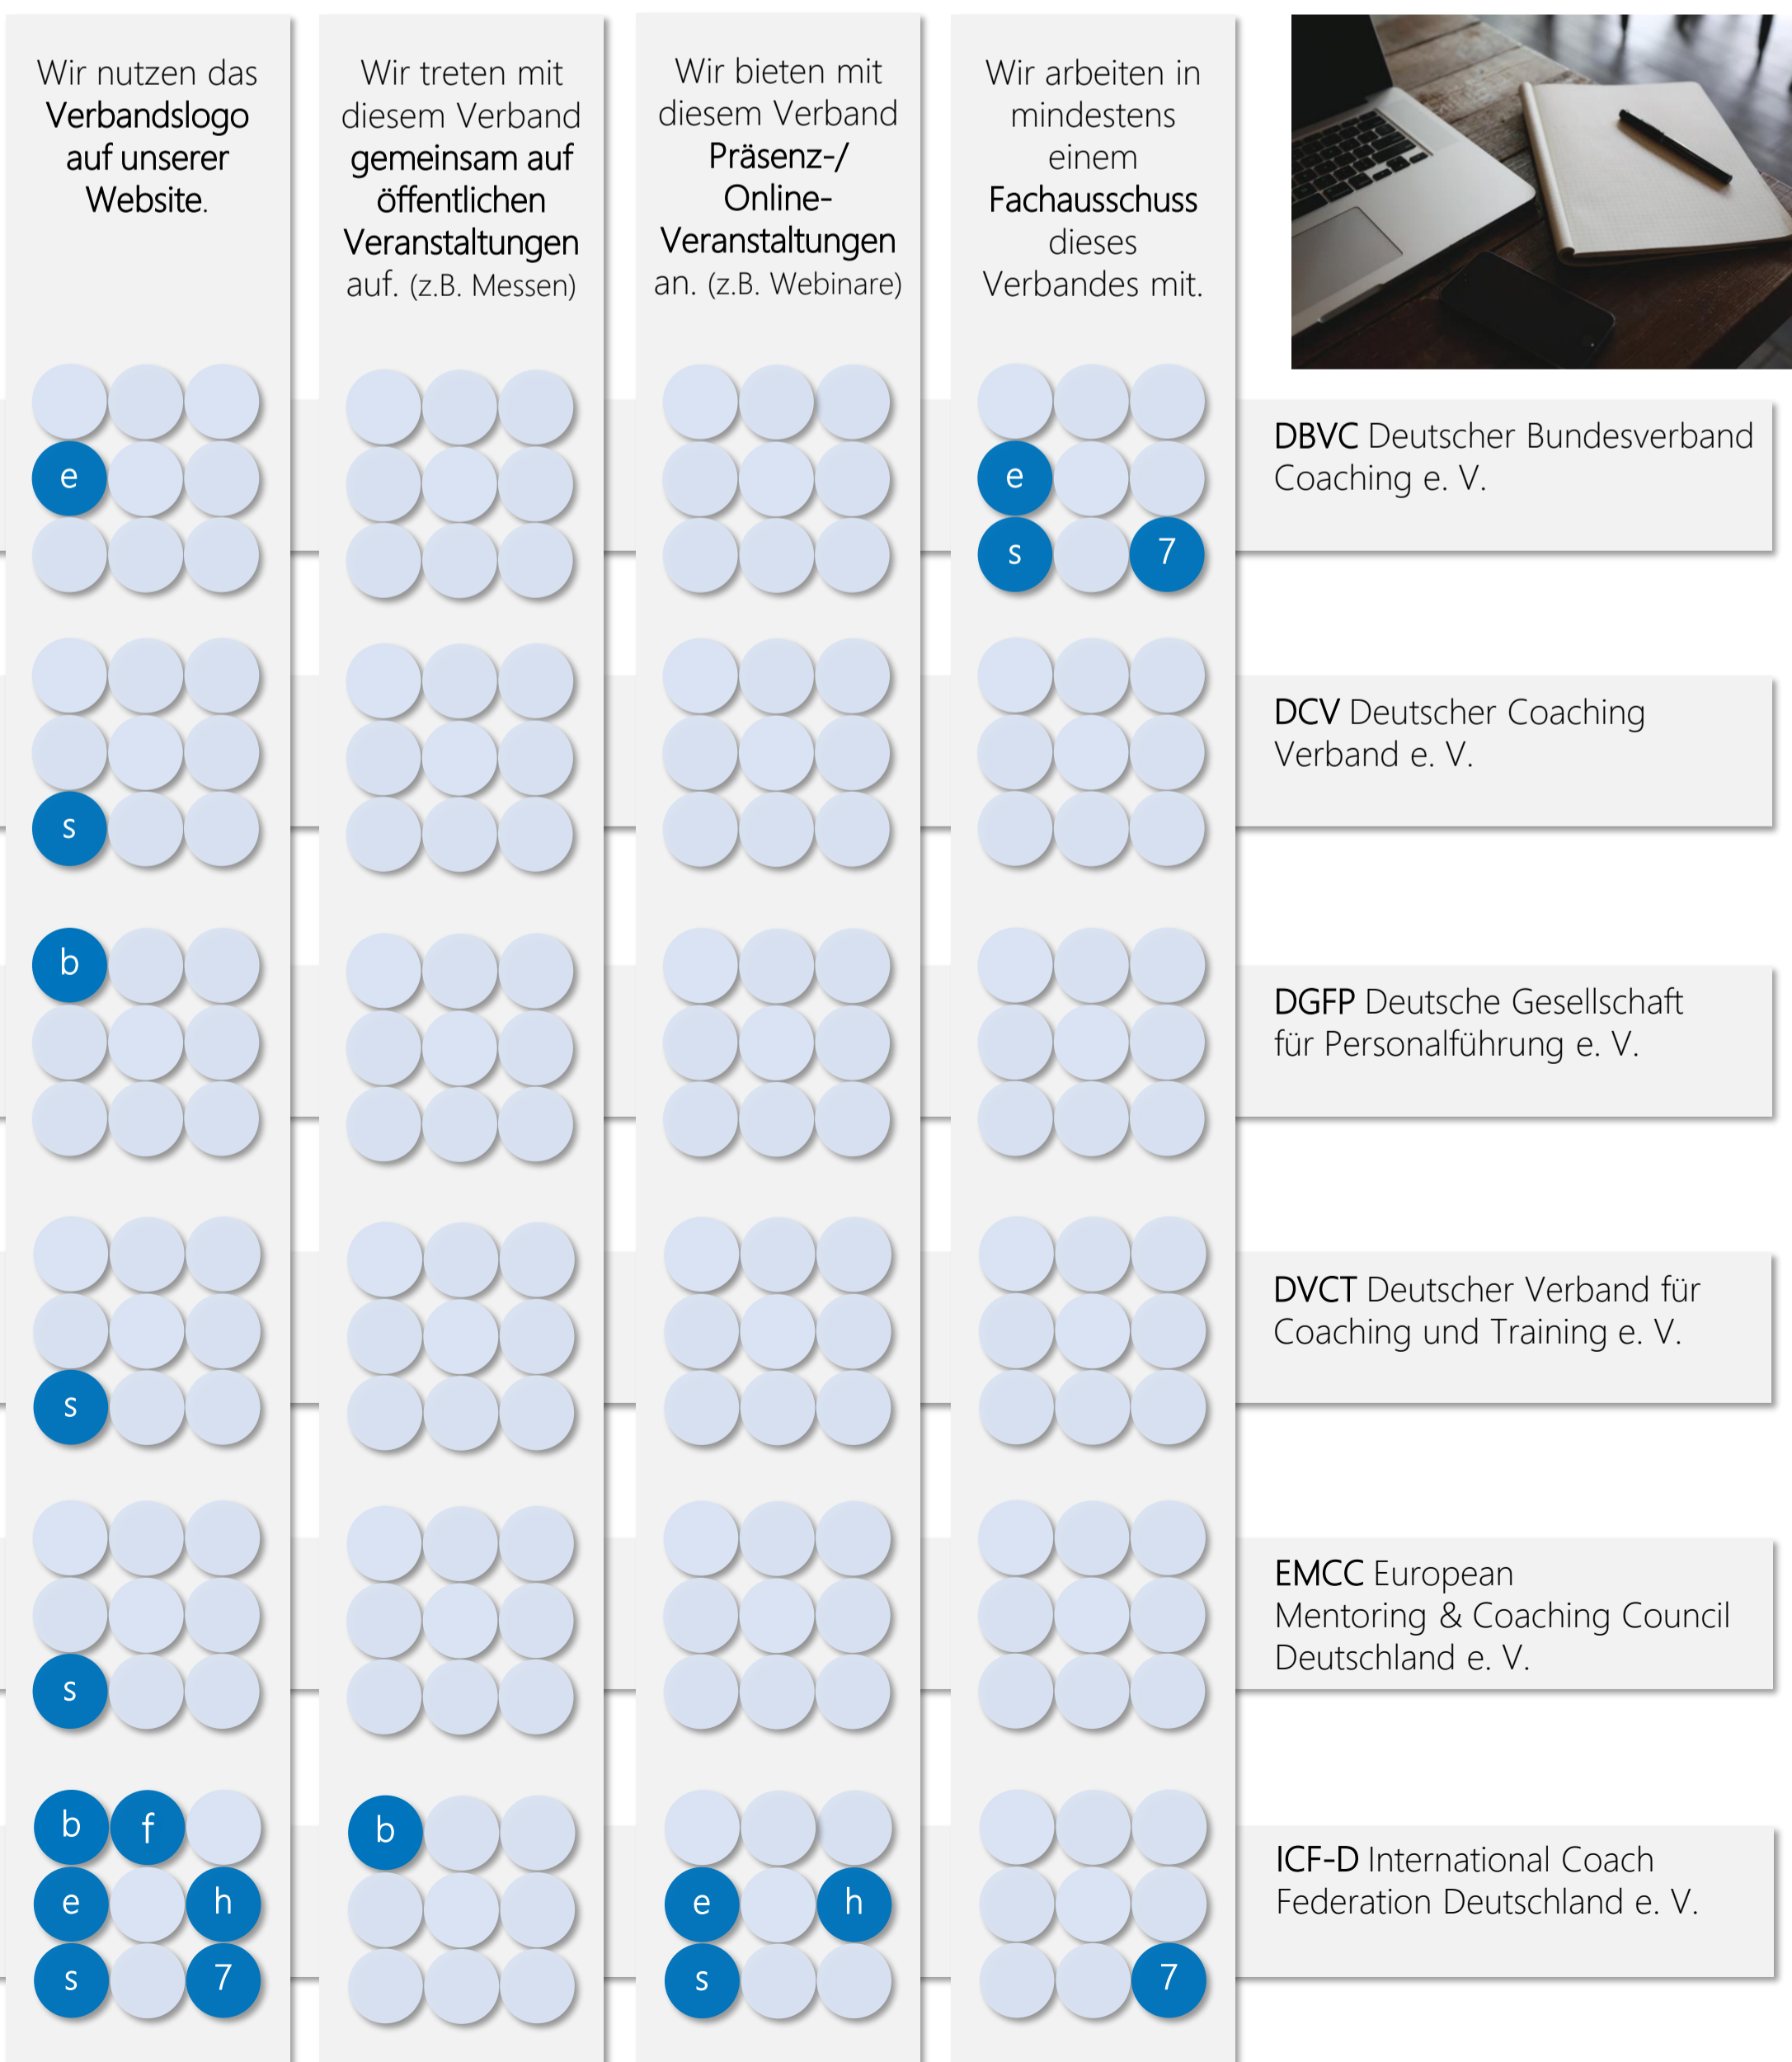 Wir nutzen das
Verbandslogo
auf unserer
Website.
Wir treten mit
diesem Verband
gemeinsam auf
öffentlichen
Veranstaltungen
auf. (z.B. Messen)
Wir bieten mit
diesem Verband
Präsenz-/
Online-
Veranstaltungen
an. (z.B. Webinare)
Wir arbeiten in
mindestens
einem
Fachausschuss
dieses
Verbandes mit.
e
e
s 7
DBVC Deutscher Bundesverband
Coaching e. V.
s
DCV Deutscher Coaching
Verband e. V.
b
DGFP Deutsche Gesellschaft
für Personalführung e. V.
s
DVCT Deutscher Verband für
Coaching und Training e. V.
s
EMCC European
Mentoring & Coaching Council
Deutschland e. V.
b f
e h
s 7
b
e h
s
7
ICF-D International Coach
Federation Deutschland e. V.